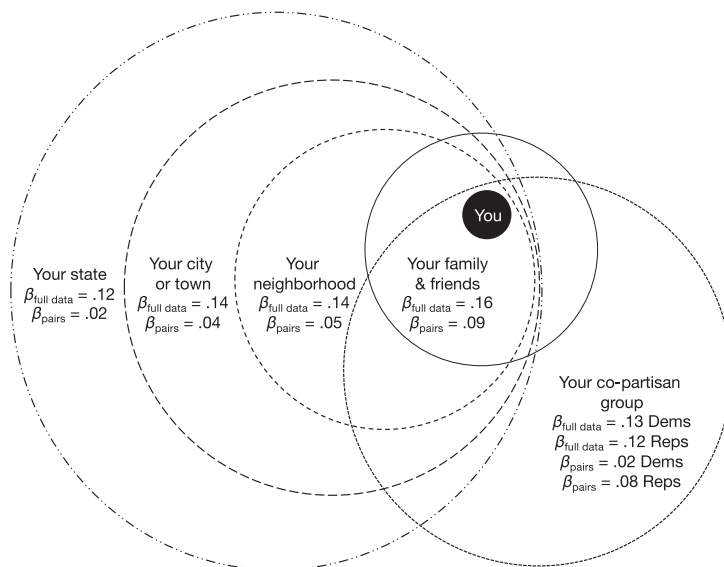 You
Your state
βfull data = .12
βpairs = .02
Your city
or town
βfull data = .14
βpairs = .04
Your
neighborhood
βfull data = .14
βpairs = .05
Your family
& friends
βfull data = .16
βpairs = .09
Your co-partisan
group
βfull data = .13 Dems
βfull data = .12 Reps
βpairs = .02 Dems
βpairs = .08 Reps